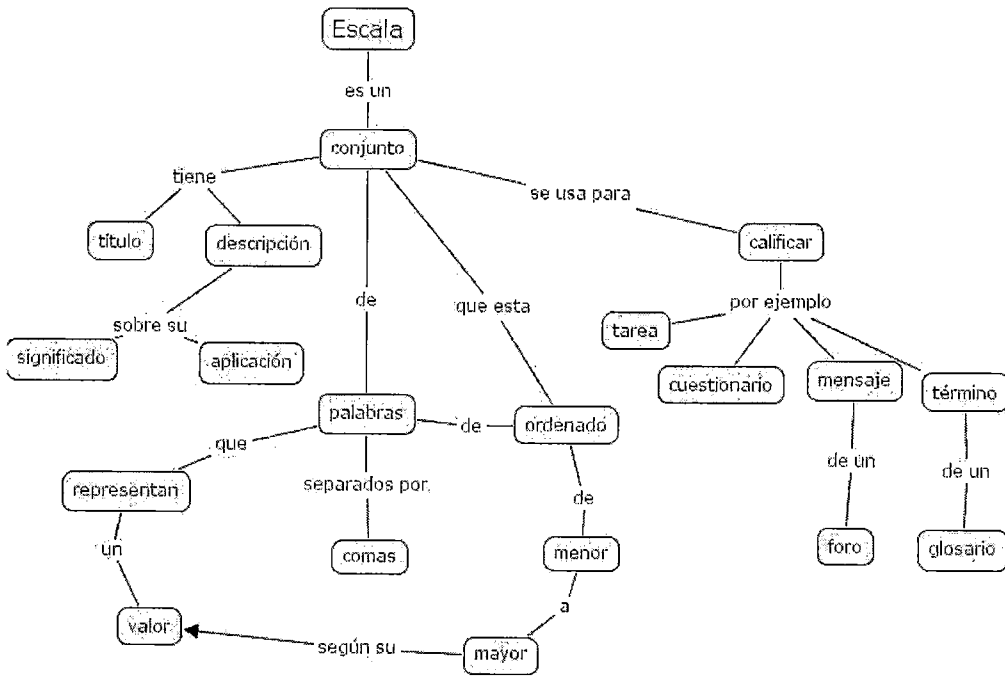 Escala
es un
conjunto
tiene
se usa para
título
descripción
calificar
de
que esta
por ejemplo
sobre su
tarea
significado
aplicación
cuestionario
mensaje
término
palabras
de
ordenado
que
de un
de un
representan
separados por,
de
un
comas
menor
foro
glosario
a
valor
según su
mayor